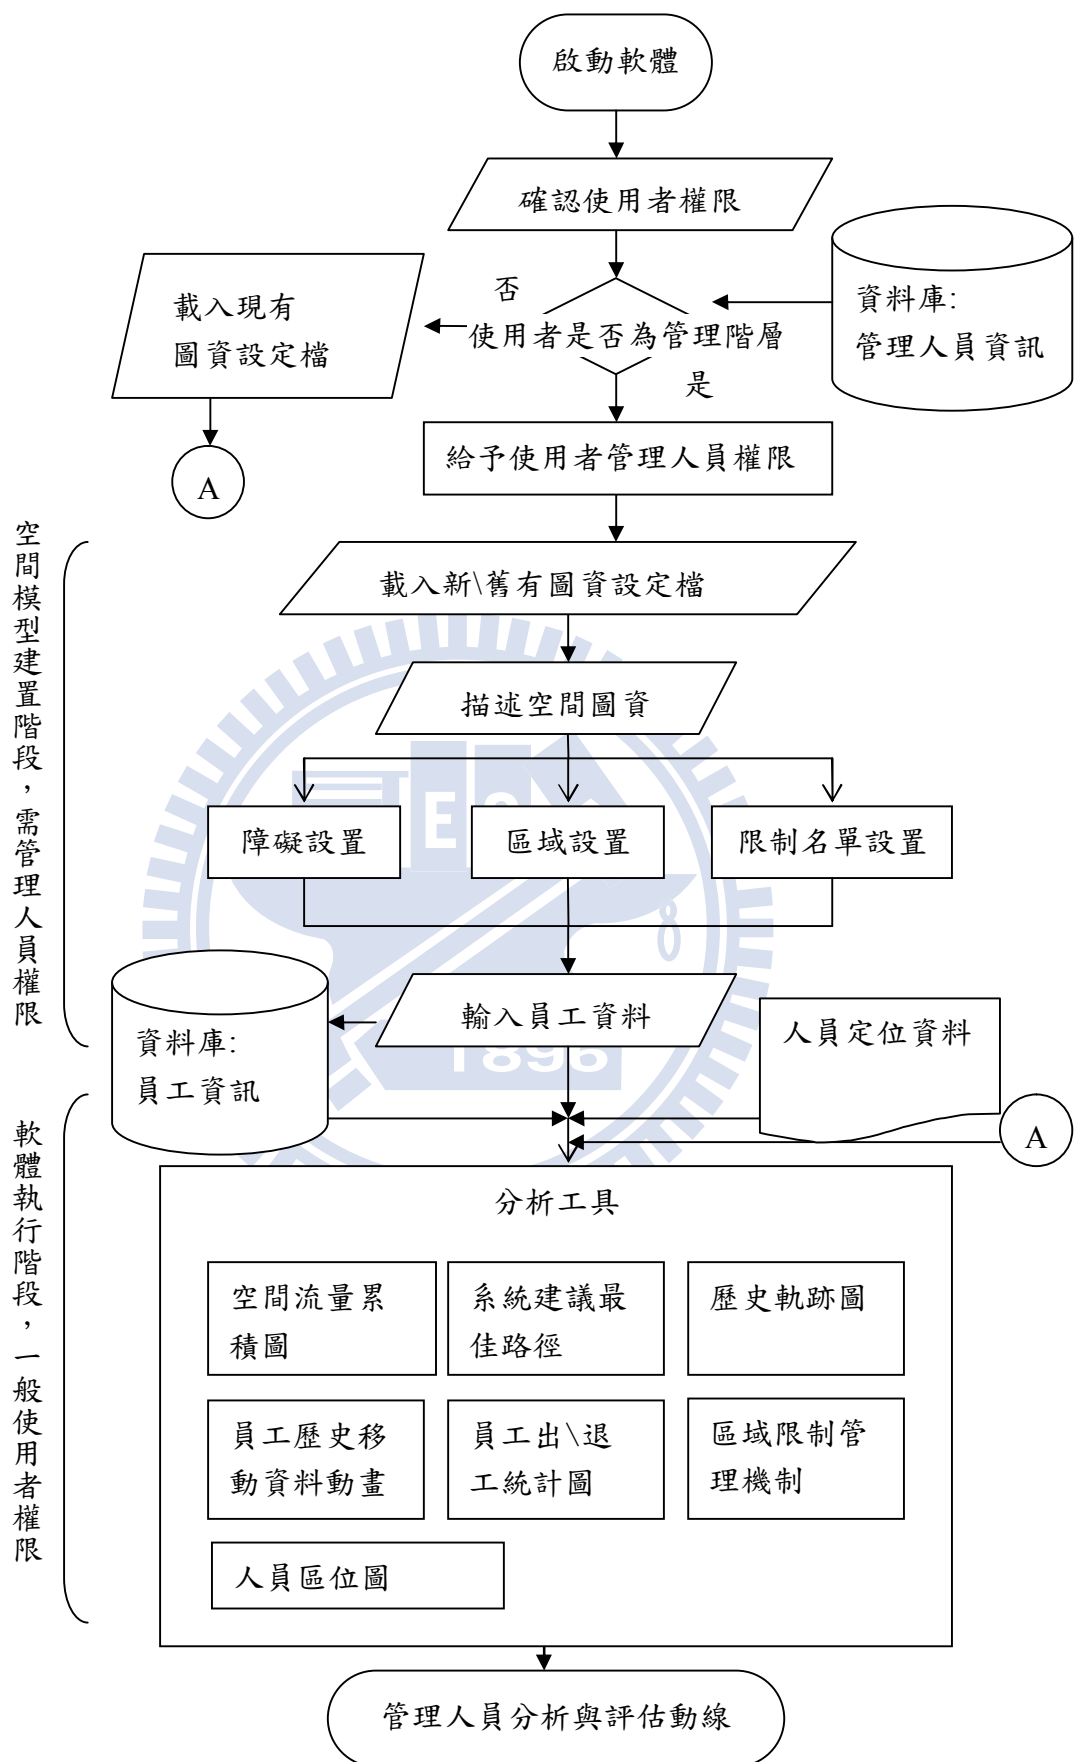 啟動軟體
確認使用者權限
資料庫:
管理人員資訊
載入現有
圖資設定檔
否
使用者是否為管理階層
是
給予使用者管理人員權限
A
空間模型建置階段，需管理人員權限
載入新\舊有圖資設定檔
描述空間圖資
障礙設置
區域設置
限制名單設置
輸入員工資料
資料庫:
員工資訊
人員定位資料
A
1896
軟體執行階段，一般使用者權限
分析工具
空間流量累
積圖
系統建議最
佳路徑
歷史軌跡圖
員工歷史移
動資料動畫
員工出\退
工統計圖
區域限制管
理機制
人員區位圖
管理人員分析與評估動線